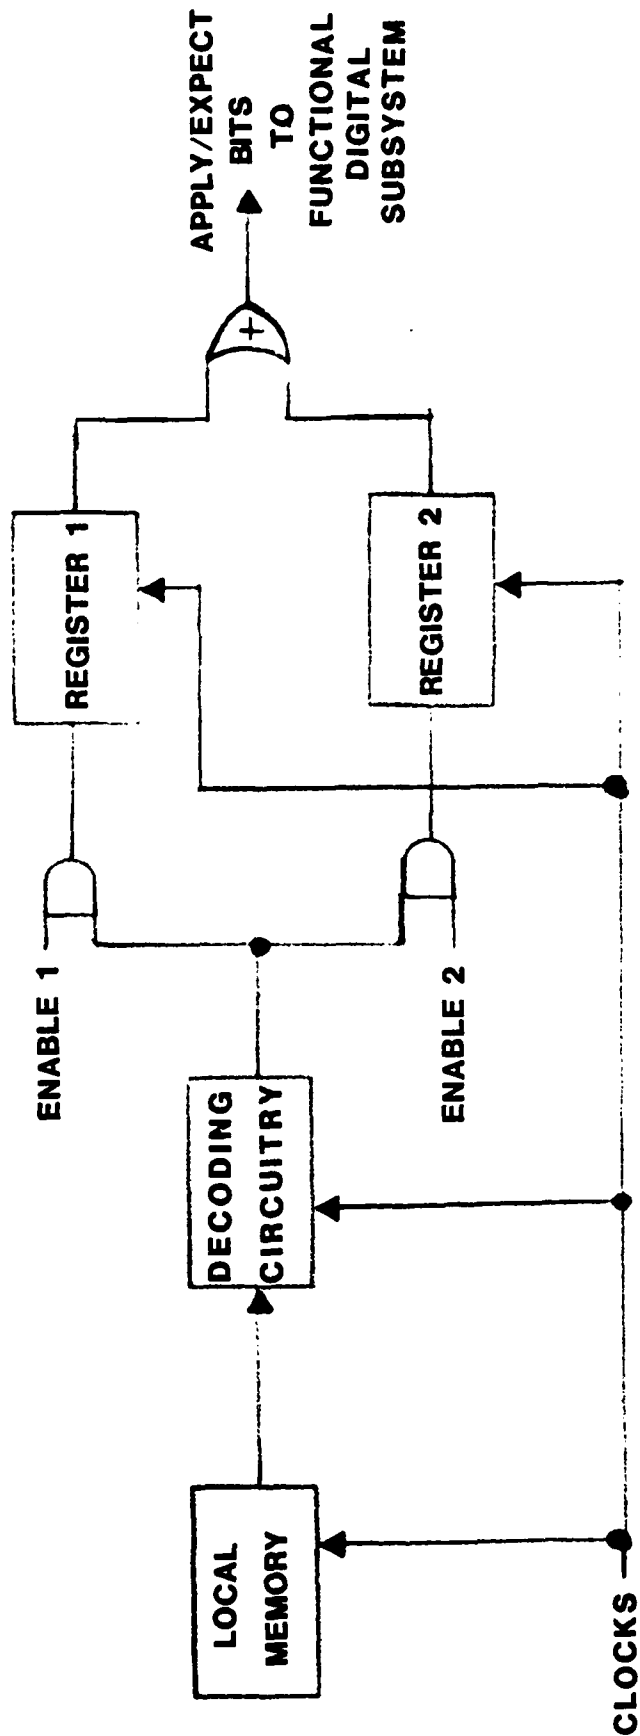 LOCAL
MEMORY
DECODING
CIRCUITRY
ENABLE 1
ENABLE 2
REGISTER 1
REGISTER 2
+
APPLY/EXPECT
BITS
TO
FUNCTIONAL
DIGITAL
SUBSYSTEM
CLOCKS